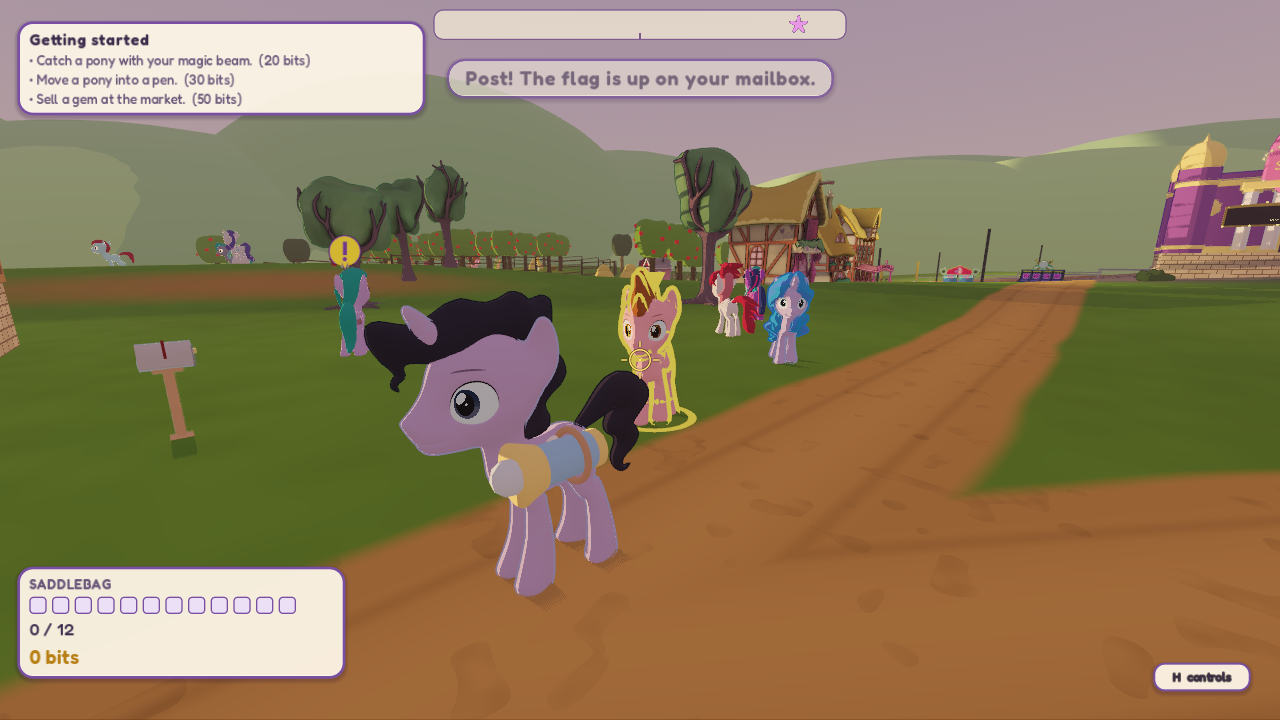 Getting started
• Catch a pony with your magic beam. (20 bits)
• Move a pony into a pen. (30 bits)
• Sell a gem at the market. (50 bits)
Post! The flag is up on your mailbox.
!
SADDLEBAG
0 / 12
0 bits
H controls